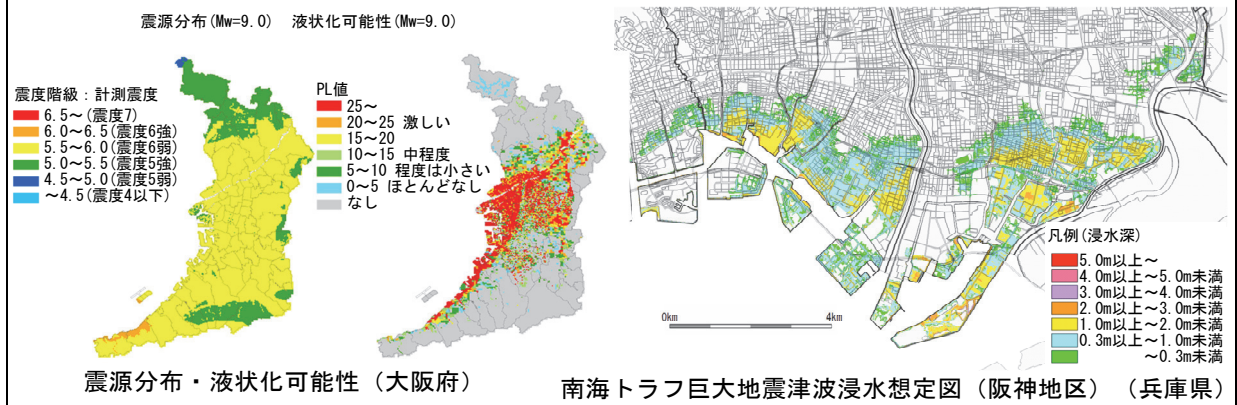 震源分布(Mw=9.0)　液状化可能性(Mw=9.0)
震度階級：計測震度
6.5～(震度7)
6.0～6.5(震度6強)
5.5～6.0(震度6弱)
5.0～5.5(震度5強)
4.5～5.0(震度5弱)
～4.5(震度4以下)
PL値
25～
20～25 激しい
15～20
10～15 中程度
5～10 程度は小さい
0～5 ほとんどなし
なし
震源分布・液状化可能性（大阪府）
0km
4km
凡例(浸水深)
5.0m以上～
4.0m以上～5.0m未満
3.0m以上～4.0m未満
2.0m以上～3.0m未満
1.0m以上～2.0m未満
0.3m以上～1.0m未満
～0.3m未満
南海トラフ巨大地震津波浸水想定図（阪神地区）（兵庫県）